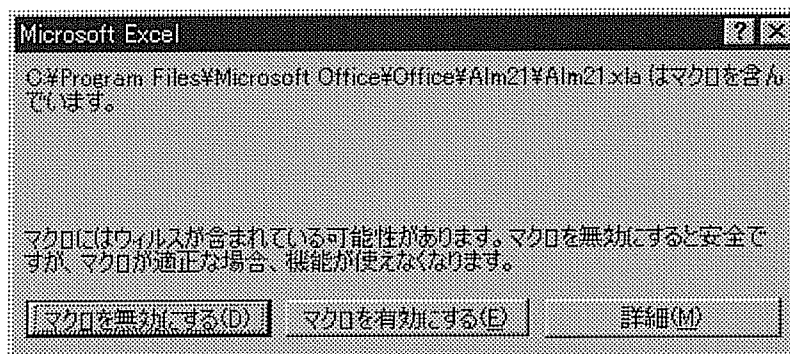 Microsoft Excel
C:¥Program Files¥Microsoft Office¥Office¥Alm21¥Alm21.xla はマクロを含ん
でいます。
マクロにはウィルスが含まれている可能性があります。マクロを無効にすると安全で
すが、マクロが適正な場合、機能が使えなくなります。
マクロを無効にする(D) マクロを有効にする(E) 詳細(M)